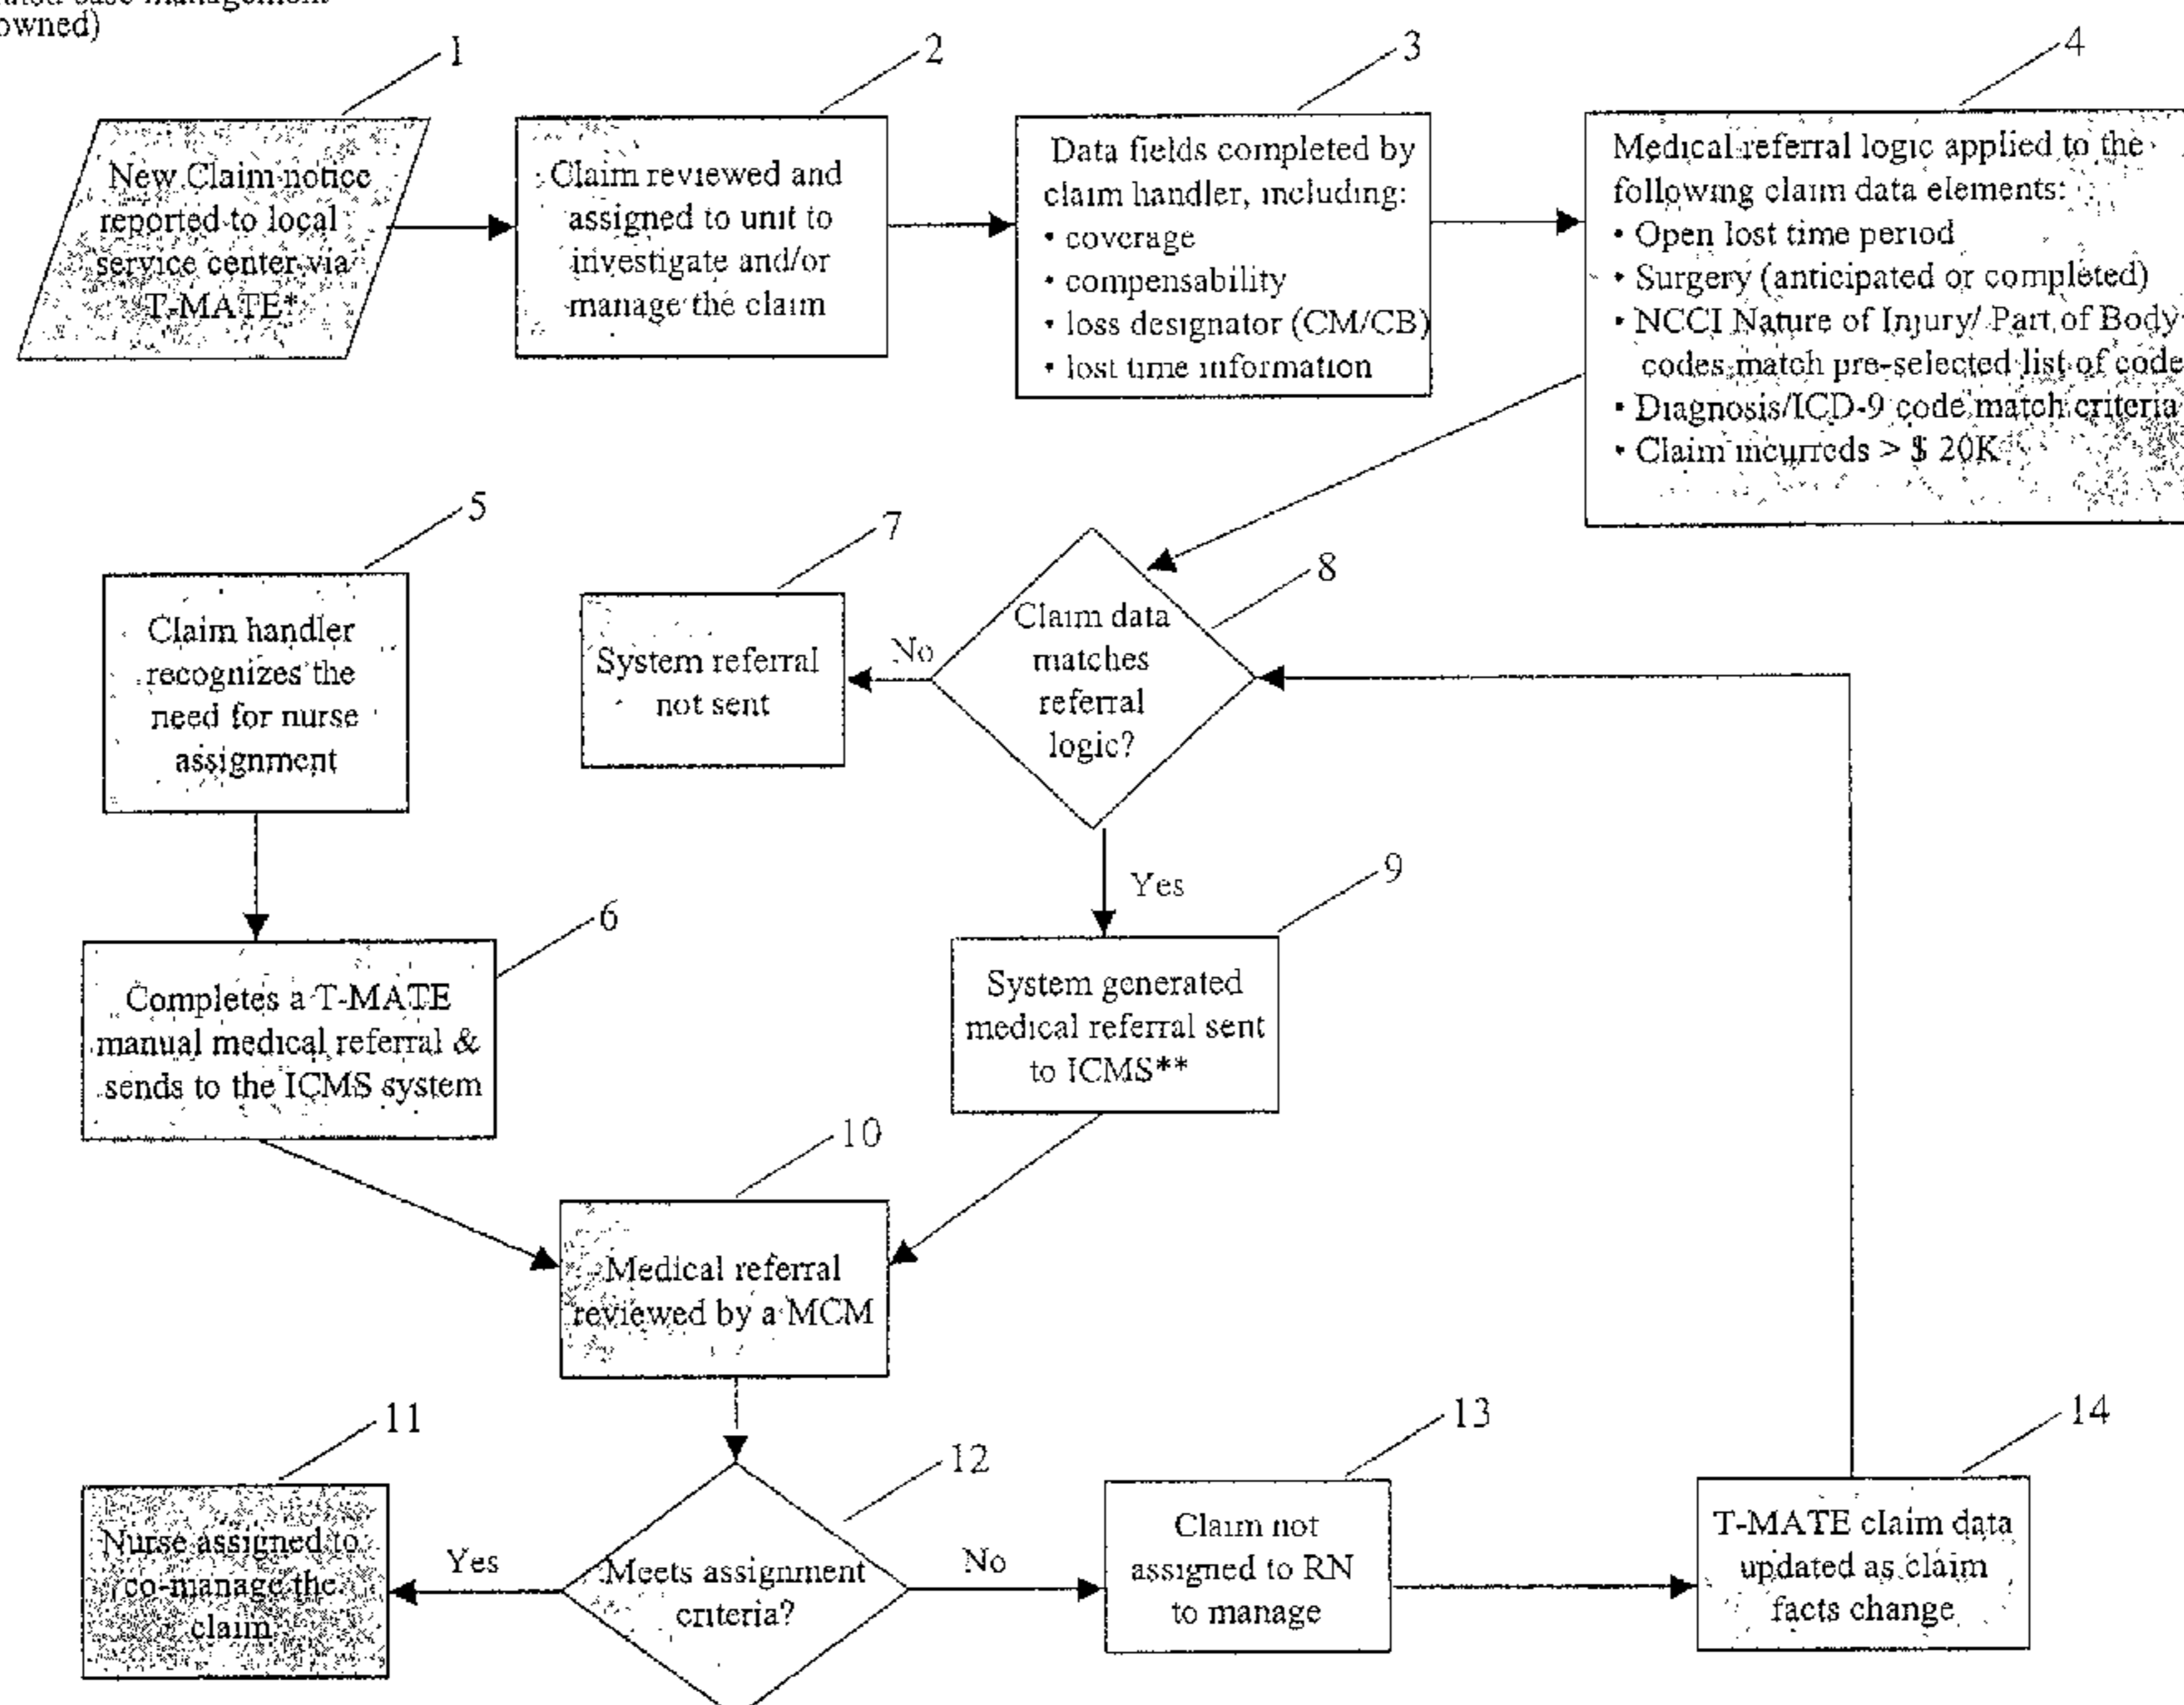 case management
owned)
1
2
3
4
New Claim notice
reported to local
service center via
T-MATE*
Claim reviewed and
assigned to unit to
investigate and/or
manage the claim
Data fields completed by
claim handler, including:
• coverage
• compensability
• loss designator (CM/CB)
• lost time information
Medical referral logic applied to the
following claim data elements:
• Open lost time period
• Surgery (anticipated or completed)
• NCCI Nature of Injury/ Part of Body
codes match pre-selected list of code
• Diagnosis/ICD-9 code match criteria
• Claim incurreds > $ 20K
5
7
8
Claim handler
recognizes the
need for nurse
assignment
System referral
not sent
No
Claim data
matches
referral
logic?
Yes
6
9
Completes a T-MATE
manual medical referral &
sends to the ICMS system
System generated
medical referral sent
to ICMS**
10
Medical referral
reviewed by a MCM
11
12
13
14
Nurse assigned to
co-manage the
claim
Yes
Meets assignment
criteria?
No
Claim not
assigned to RN
to manage
T-MATE claim data
updated as claim
facts change